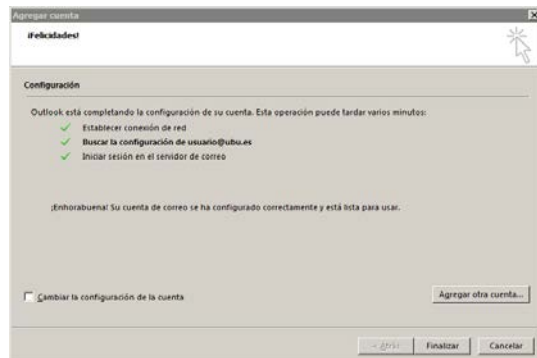 Agregar cuenta
¡Felicidades!
Configuración
Outlook está completando la configuración de su cuenta. Esta operación puede tardar varios minutos:
Establecer conexión de red
Buscar la configuración de usuario@ubu.es
Iniciar sesión en el servidor de correo
¡Enhorabuena! Su cuenta de correo se ha configurado correctamente y está lista para usar.
Cambiar la configuración de la cuenta
Agregar otra cuenta...
< Atrás
Finalizar
Cancelar